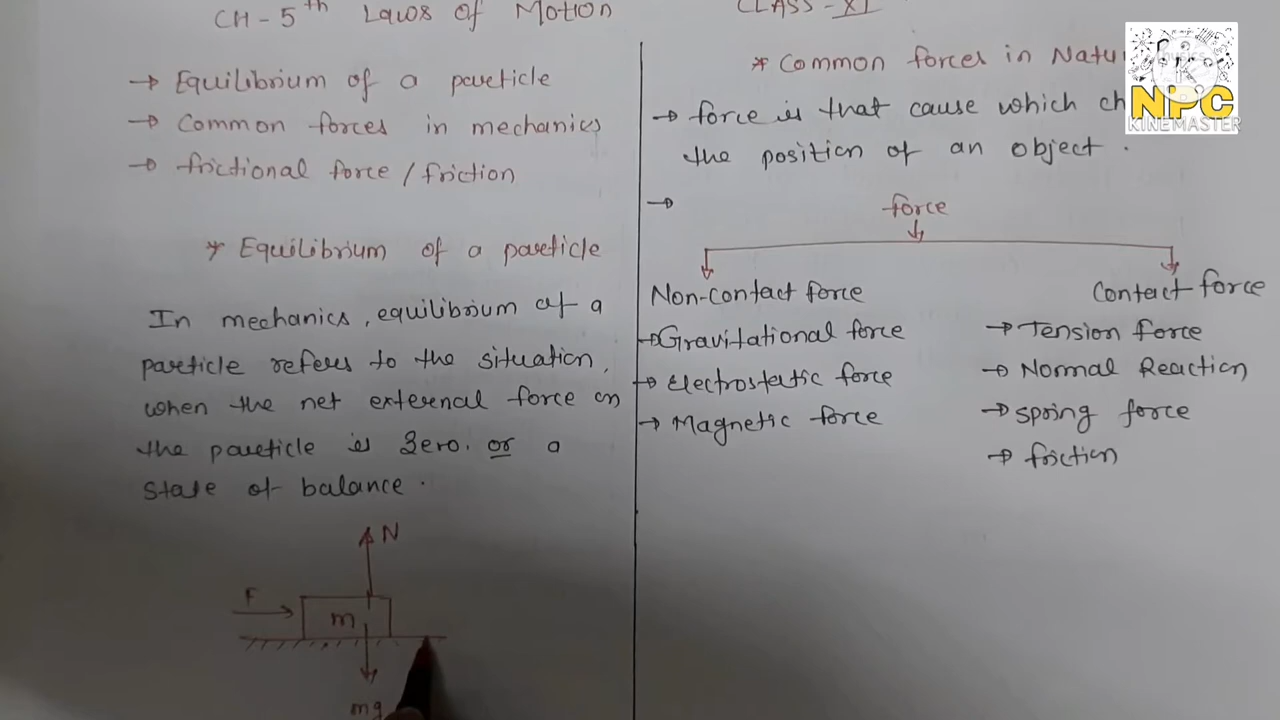 CH - 5th Laws of Motion
CLASS - XI
→ Equilibrium of a particle
→ Common forces in mechanics
→ frictional force / friction
* Equilibrium of a particle
In mechanics, equilibrium of a
particle refers to the situation,
when the net external force on
the particle is zero. or a
state of balance.
N
F
m
mg
* Common forces in Natu
→ force is that cause which ch
the position of an object.
→ force
Non-contact force
→ Gravitational force
→ Electrostatic force
→ Magnetic force
Contact force
→ Tension force
→ Normal Reaction
→ spring force
→ friction
NPC
KINEMASTER